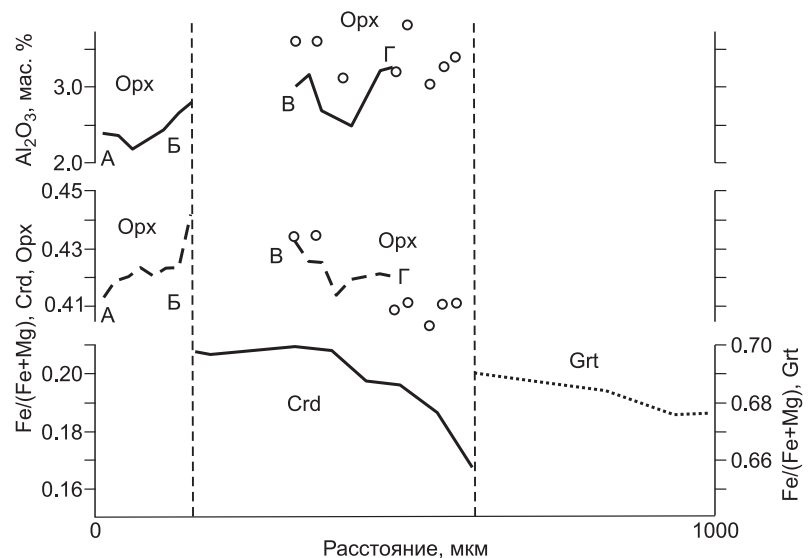 Al₂O₃, мас. %
3.0
2.0
Opx
А
Б
Opx
В
Г
Fe/(Fe+Mg), Crd, Opx
0.45
0.43
0.41
0.20
0.18
0.16
Opx
А
Б
В
Opx
Г
Crd
Grt
0.70
0.68
0.66
Fe/(Fe+Mg), Grt
0
1000
Расстояние, мкм